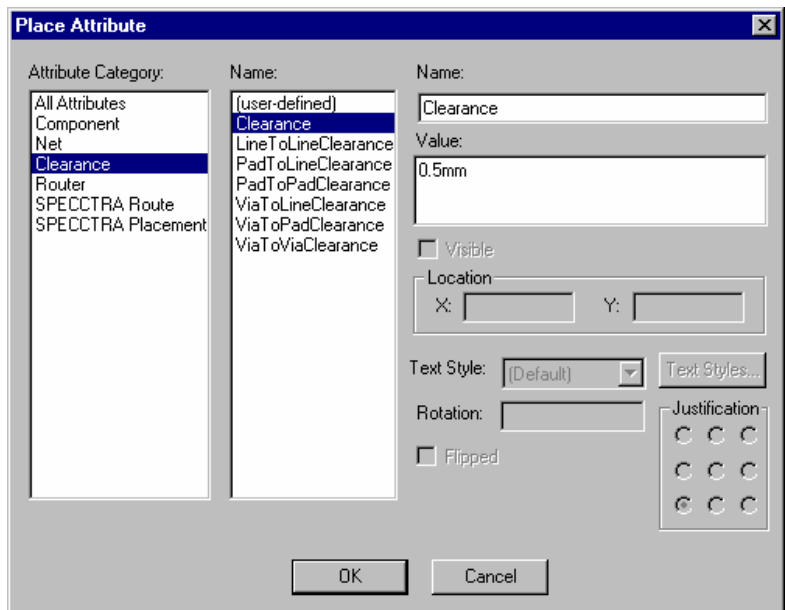 Place Attribute
Attribute Category:
All Attributes
Component
Net
Clearance
Router
SPECCTRA Route
SPECCTRA Placement
Name:
(user-defined)
Clearance
LineToLineClearance
PadToLineClearance
PadToPadClearance
ViaToLineClearance
ViaToPadClearance
ViaToViaClearance
Name:
Clearance
Value:
0.5mm
Visible
Location
X:
Y:
Text Style:
(Default)
Text Styles...
Rotation:
Justification
Flipped
OK
Cancel